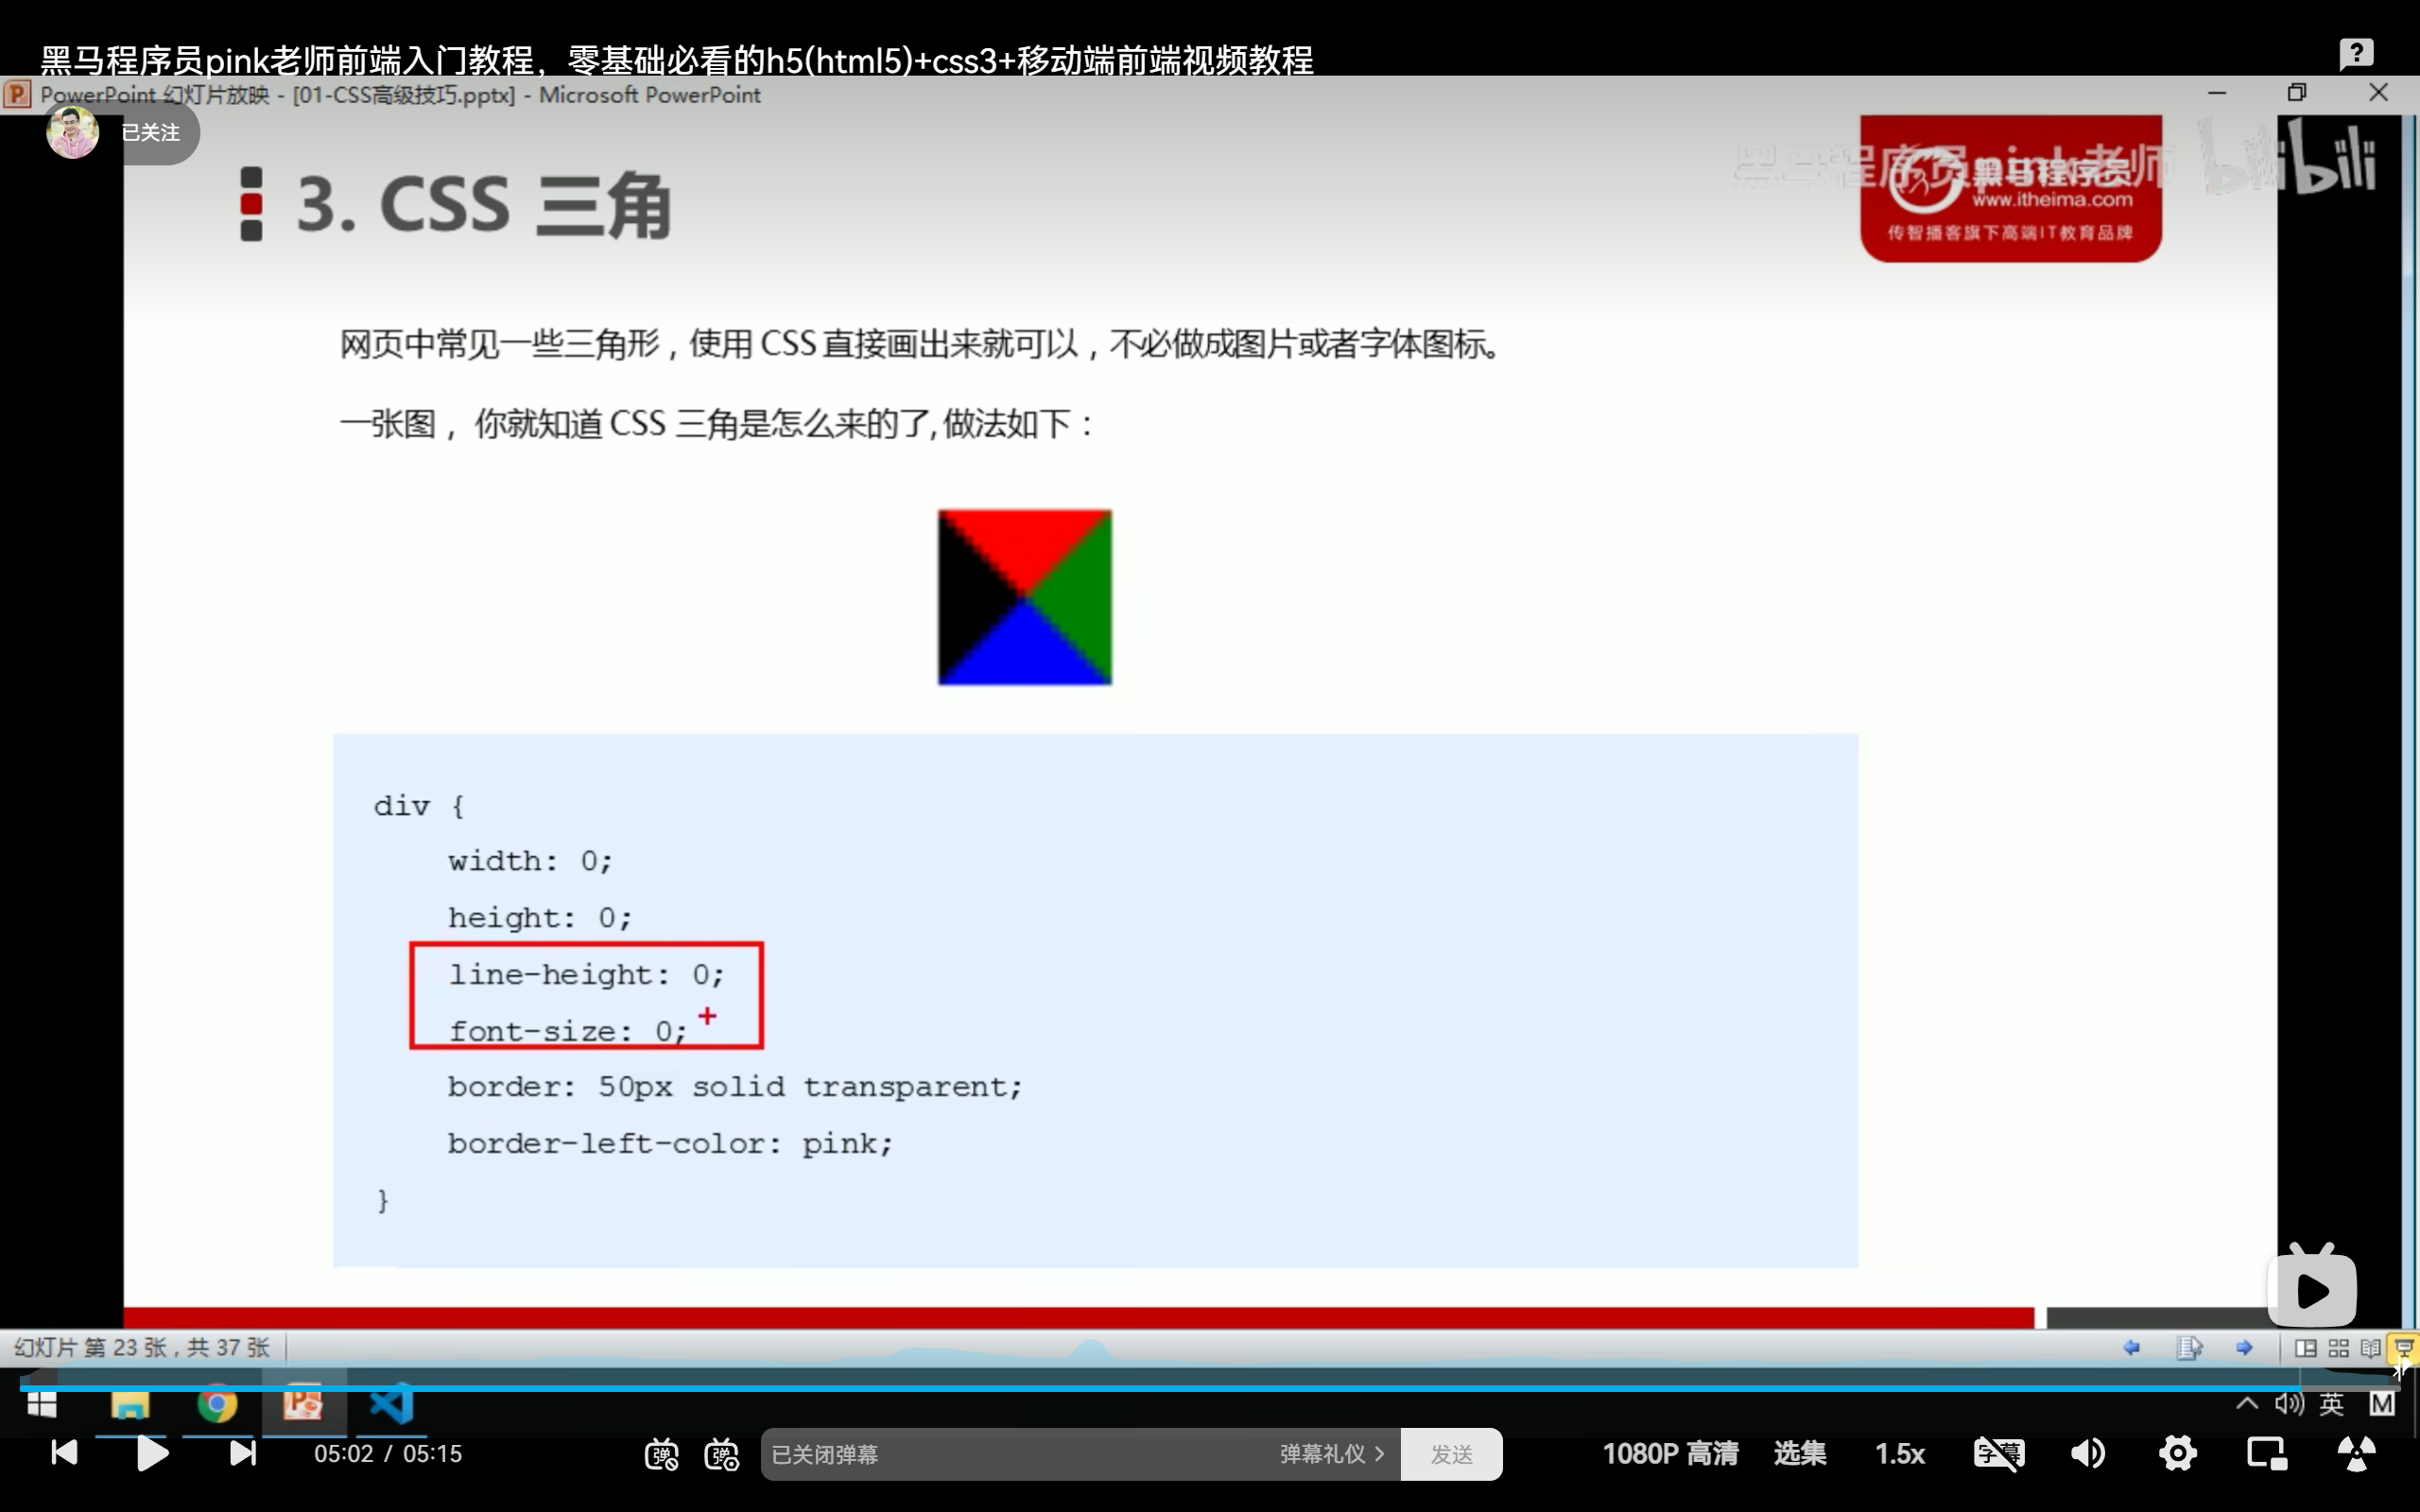 黑马程序员pink老师前端入门教程，零基础必看的h5(html5)+css3+移动端前端视频教程
PowerPoint 幻灯片放映 - [01-CSS高级技巧.pptx] - Microsoft PowerPoint
已关注
黑马程序员pink老师
bilibili
3. CSS 三角
黑马程序员
www.itheima.com
传智播客旗下高端IT教育品牌
网页中常见一些三角形，使用 CSS 直接画出来就可以，不必做成图片或者字体图标。
一张图， 你就知道 CSS 三角是怎么来的了, 做法如下：
div {
width: 0;
height: 0;
line-height: 0;
font-size: 0;
border: 50px solid transparent;
border-left-color: pink;
}
幻灯片 第 23 张，共 37 张
英
M
05:02 / 05:15
弹
弹
已关闭弹幕
弹幕礼仪 >
发送
1080P 高清
选集
1.5x
字幕